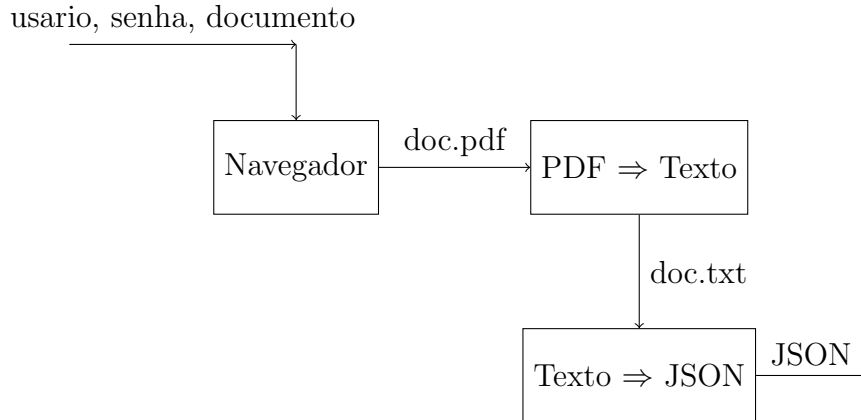 usario, senha, documento
Navegador
doc.pdf
PDF ⇒ Texto
doc.txt
Texto ⇒ JSON
JSON